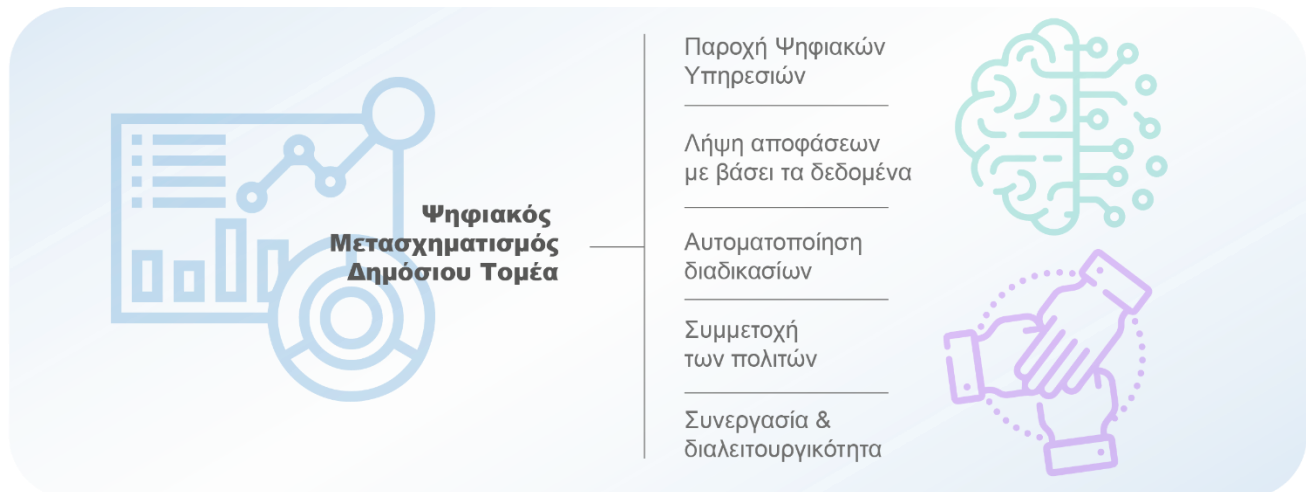 Ψηφιακός
Μετασχηματισμός
Δημόσιου Τομέα
Παροχή Ψηφιακών
Υπηρεσιών
Λήψη αποφάσεων
με βάσει τα δεδομένα
Αυτοματοποίηση
διαδικασίων
Συμμετοχή
των πολιτών
Συνεργασία &
διαλειτουργικότητα